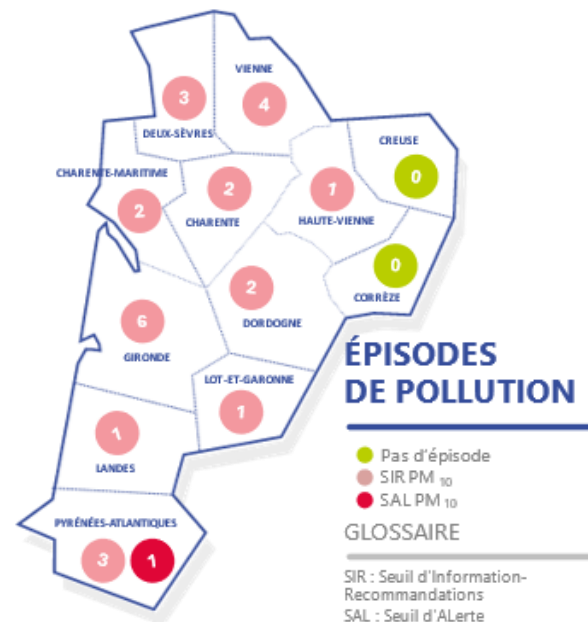 VIENNE
3
4
DEUX-SÈVRES
CREUSE
CHARENTE-MARITIME
0
2
1
2
CHARENTE
HAUTE-VIENNE
0
2
CORRÈZE
DORDOGNE
6
GIRONDE
ÉPISODES
DE POLLUTION
LOT-ET-GARONNE
1
1
LANDES
Pas d'épisode
SIR PM 10
SAL PM 10
PYRÉNÉES-ATLANTIQUES
3
1
GLOSSAIRE
SIR : Seuil d'Information-
Recommandations
SAL : Seuil d'ALerte